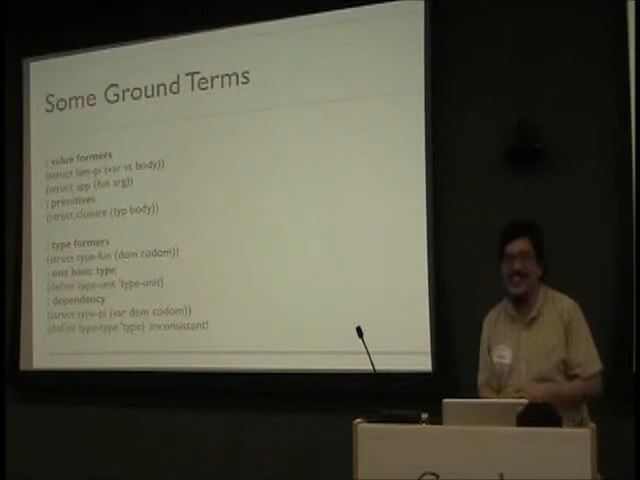 Some Ground Terms
; value formers
(struct lam-pi (var vs body))
(struct app (fun arg))
; primitives
(struct closure (typ body))
; type formers
(struct type-fun (dom codom))
; one basic type
(define type-unit 'type-unit)
; dependency
(struct type-pi (var dom codom))
(define type-type 'type) ;inconsistent!